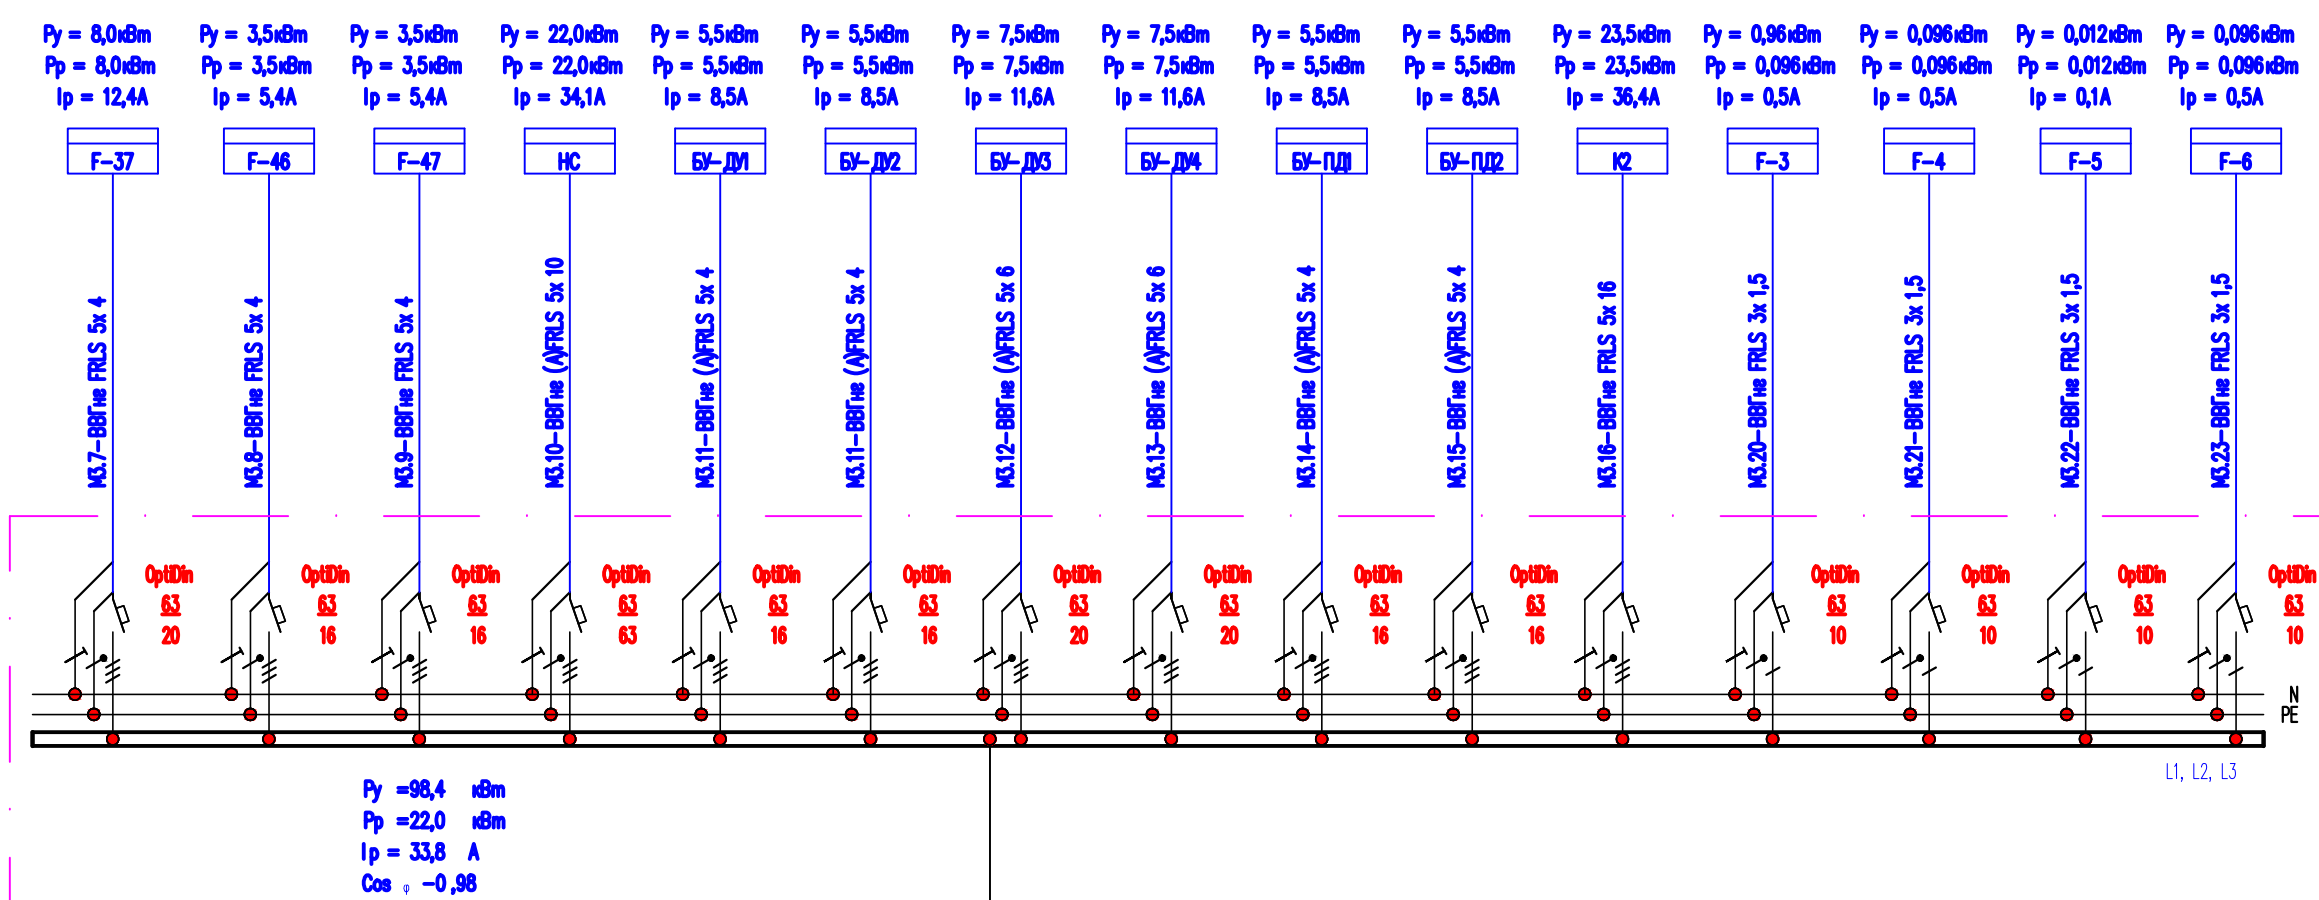 Ру = 8,0кВт Ру = 3,5кВт Ру = 3,5кВт Ру = 22,0кВт Ру = 5,5кВт Ру = 5,5кВт Ру = 7,5кВт Ру = 7,5кВт Ру = 5,5кВт Ру = 5,5кВт Ру = 23,5кВт Ру = 0,96кВт Ру = 0,096кВт Ру = 0,012кВт Ру = 0,096кВт
Рр = 8,0кВт Рр = 3,5кВт Рр = 3,5кВт Рр = 22,0кВт Рр = 5,5кВт Рр = 5,5кВт Рр = 7,5кВт Рр = 7,5кВт Рр = 5,5кВт Рр = 5,5кВт Рр = 23,5кВт Рр = 0,096кВт Рр = 0,096кВт Рр = 0,012кВт Рр = 0,096кВт
Iр = 12,4А Iр = 5,4А Iр = 5,4А Iр = 34,1А Iр = 8,5А Iр = 8,5А Iр = 11,6А Iр = 11,6А Iр = 8,5А Iр = 8,5А Iр = 36,4А Iр = 0,5А Iр = 0,5А Iр = 0,1А Iр = 0,5А
F-37 F-46 F-47 НС БУ-ДУ1 БУ-ДУ2 БУ-ДУ3 БУ-ДУ4 БУ-ПД1 БУ-ПД2 К2 F-3 F-4 F-5 F-6
М3.7-ВВГнг FRLS 5х 4
М3.8-ВВГнг FRLS 5х 4
М3.9-ВВГнг FRLS 5х 4
М3.10-ВВГнг (А)FRLS 5х 10
М3.11-ВВГнг (А)FRLS 5х 4
М3.11-ВВГнг (А)FRLS 5х 4
М3.12-ВВГнг (А)FRLS 5х 6
М3.13-ВВГнг (А)FRLS 5х 6
М3.14-ВВГнг (А)FRLS 5х 4
М3.15-ВВГнг (А)FRLS 5х 4
М3.16-ВВГнг FRLS 5х 16
М3.20-ВВГнг FRLS 3х 1,5
М3.21-ВВГнг FRLS 3х 1,5
М3.22-ВВГнг FRLS 3х 1,5
М3.23-ВВГнг FRLS 3х 1,5
OptiDin OptiDin OptiDin OptiDin OptiDin OptiDin OptiDin OptiDin OptiDin OptiDin OptiDin OptiDin OptiDin OptiDin
63 63 63 63 63 63 63 63 63 63 63 63 63 63
20 16 16 63 16 16 20 20 16 16 10 10 10 10
N
PE
L1, L2, L3
Ру =98,4 кВт
Рр =22,0 кВт
Iр = 33,8 А
Cos φ -0,98